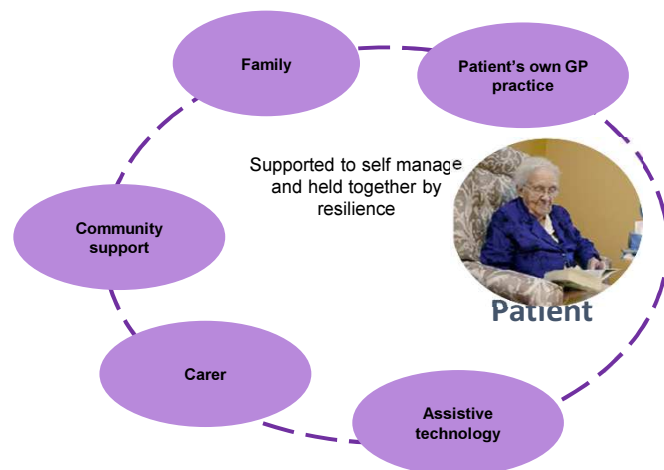 Family
Patient’s own GP
practice
Supported to self manage
and held together by
resilience
Community
support
Patient
Carer
Assistive
technology